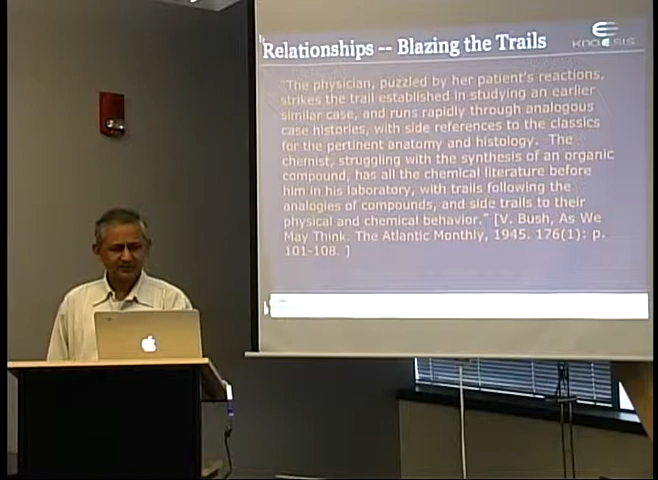 Relationships -- Blazing the Trails
KNOESIS
"The physician, puzzled by her patient's reactions,
strikes the trail established in studying an earlier
similar case, and runs rapidly through analogous
case histories, with side references to the classics
for the pertinent anatomy and histology. The
chemist, struggling with the synthesis of an organic
compound, has all the chemical literature before
him in his laboratory, with trails following the
analogies of compounds, and side trails to their
physical and chemical behavior." [V. Bush, As We
May Think. The Atlantic Monthly, 1945. 176(1): p.
101-108. ]